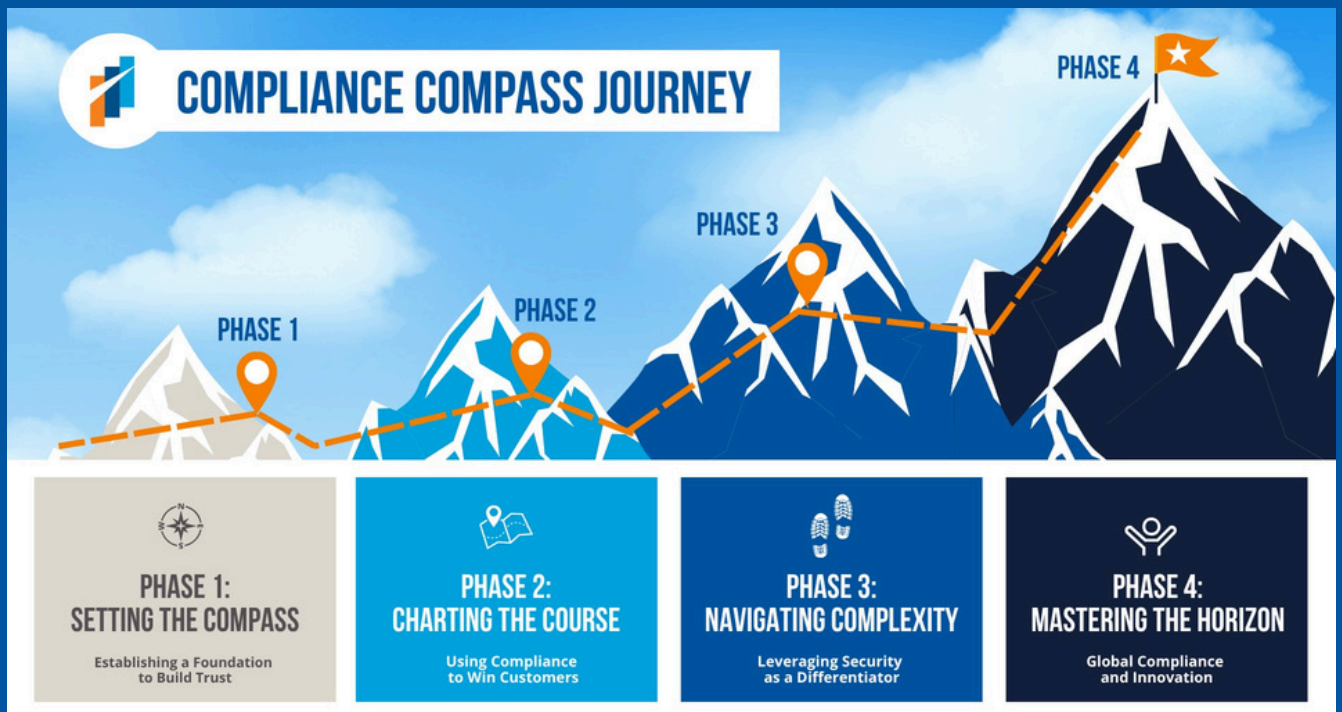 COMPLIANCE COMPASS JOURNEY
PHASE 4
PHASE 3
PHASE 2
PHASE 1
N
W
E
S
PHASE 1:
SETTING THE COMPASS
Establishing a Foundation
to Build Trust
PHASE 2:
CHARTING THE COURSE
Using Compliance
to Win Customers
PHASE 3:
NAVIGATING COMPLEXITY
Leveraging Security
as a Differentiator
PHASE 4:
MASTERING THE HORIZON
Global Compliance
and Innovation